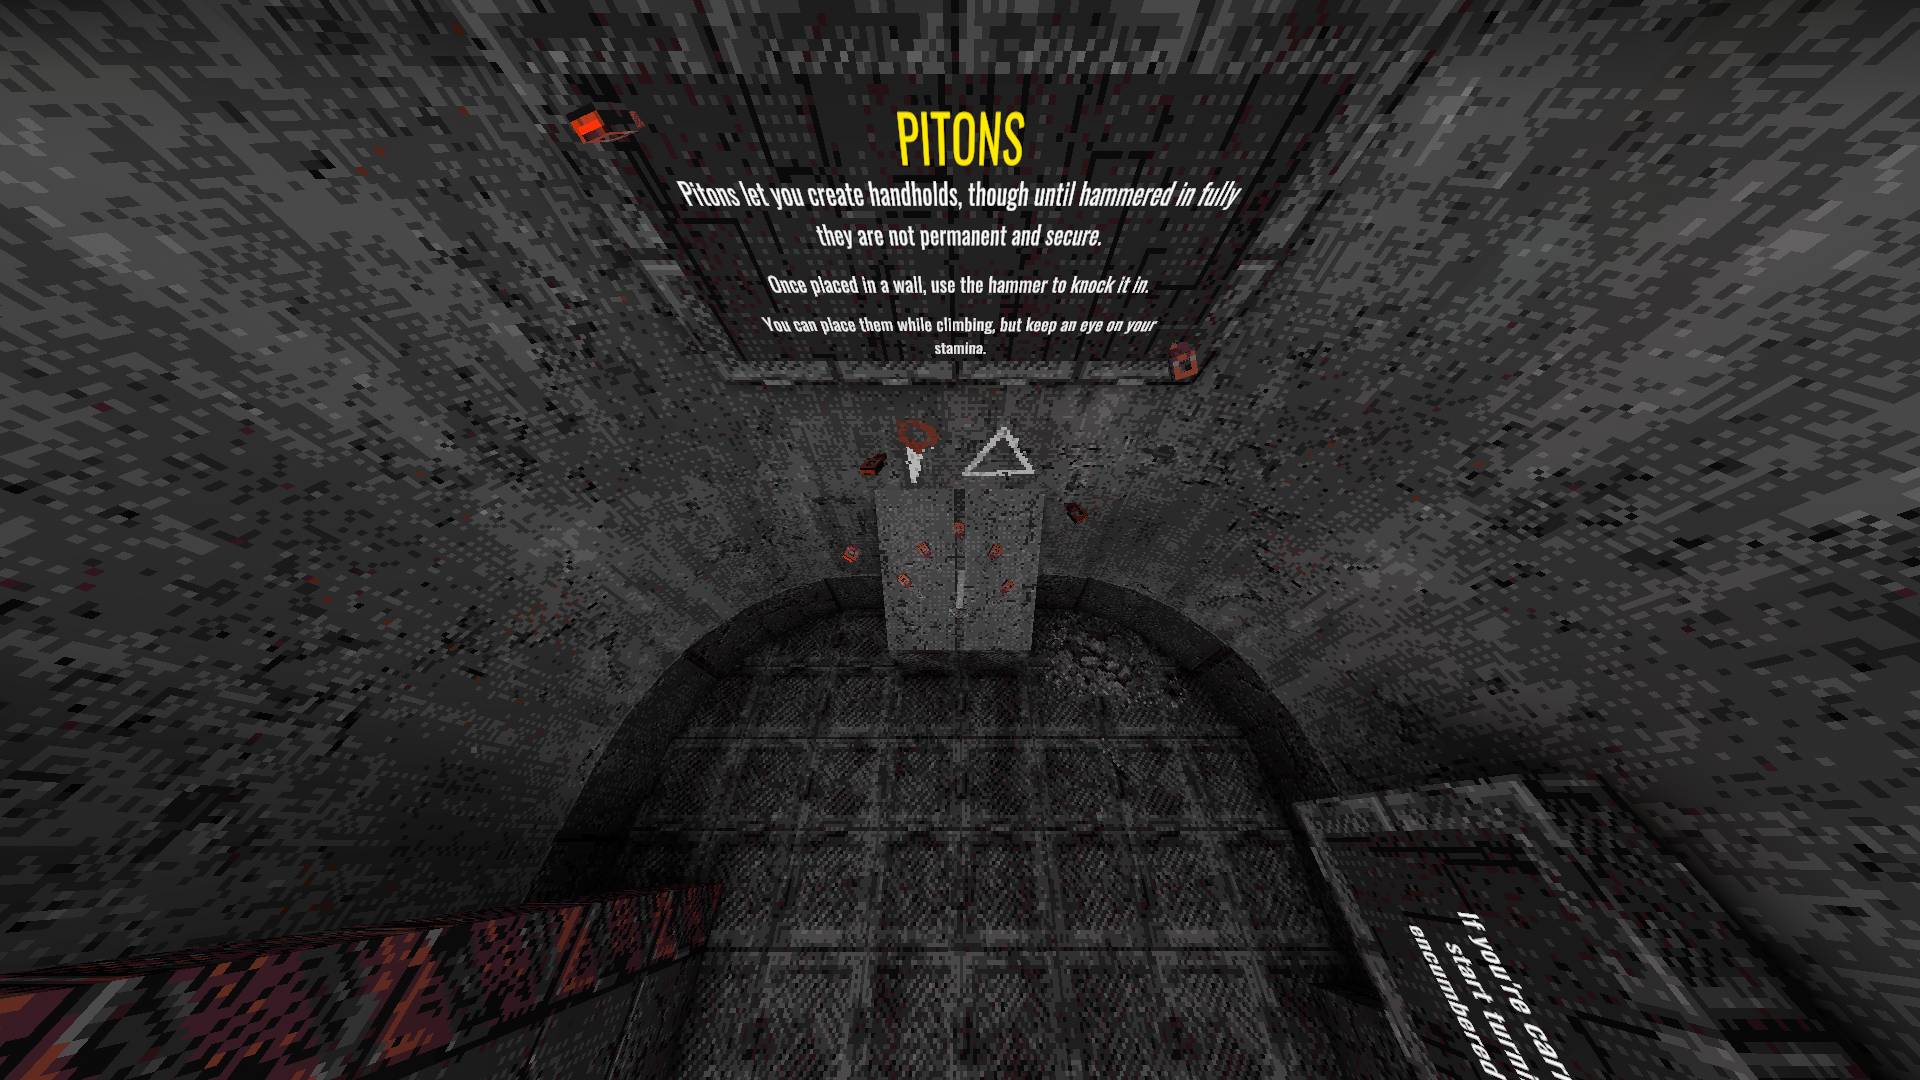 PITONS
Pitons let you create handholds, though until hammered in fully
they are not permanent and secure.
Once placed in a wall, use the hammer to knock it in.
You can place them while climbing, but keep an eye on your
stamina.
If you're
start
encumbered